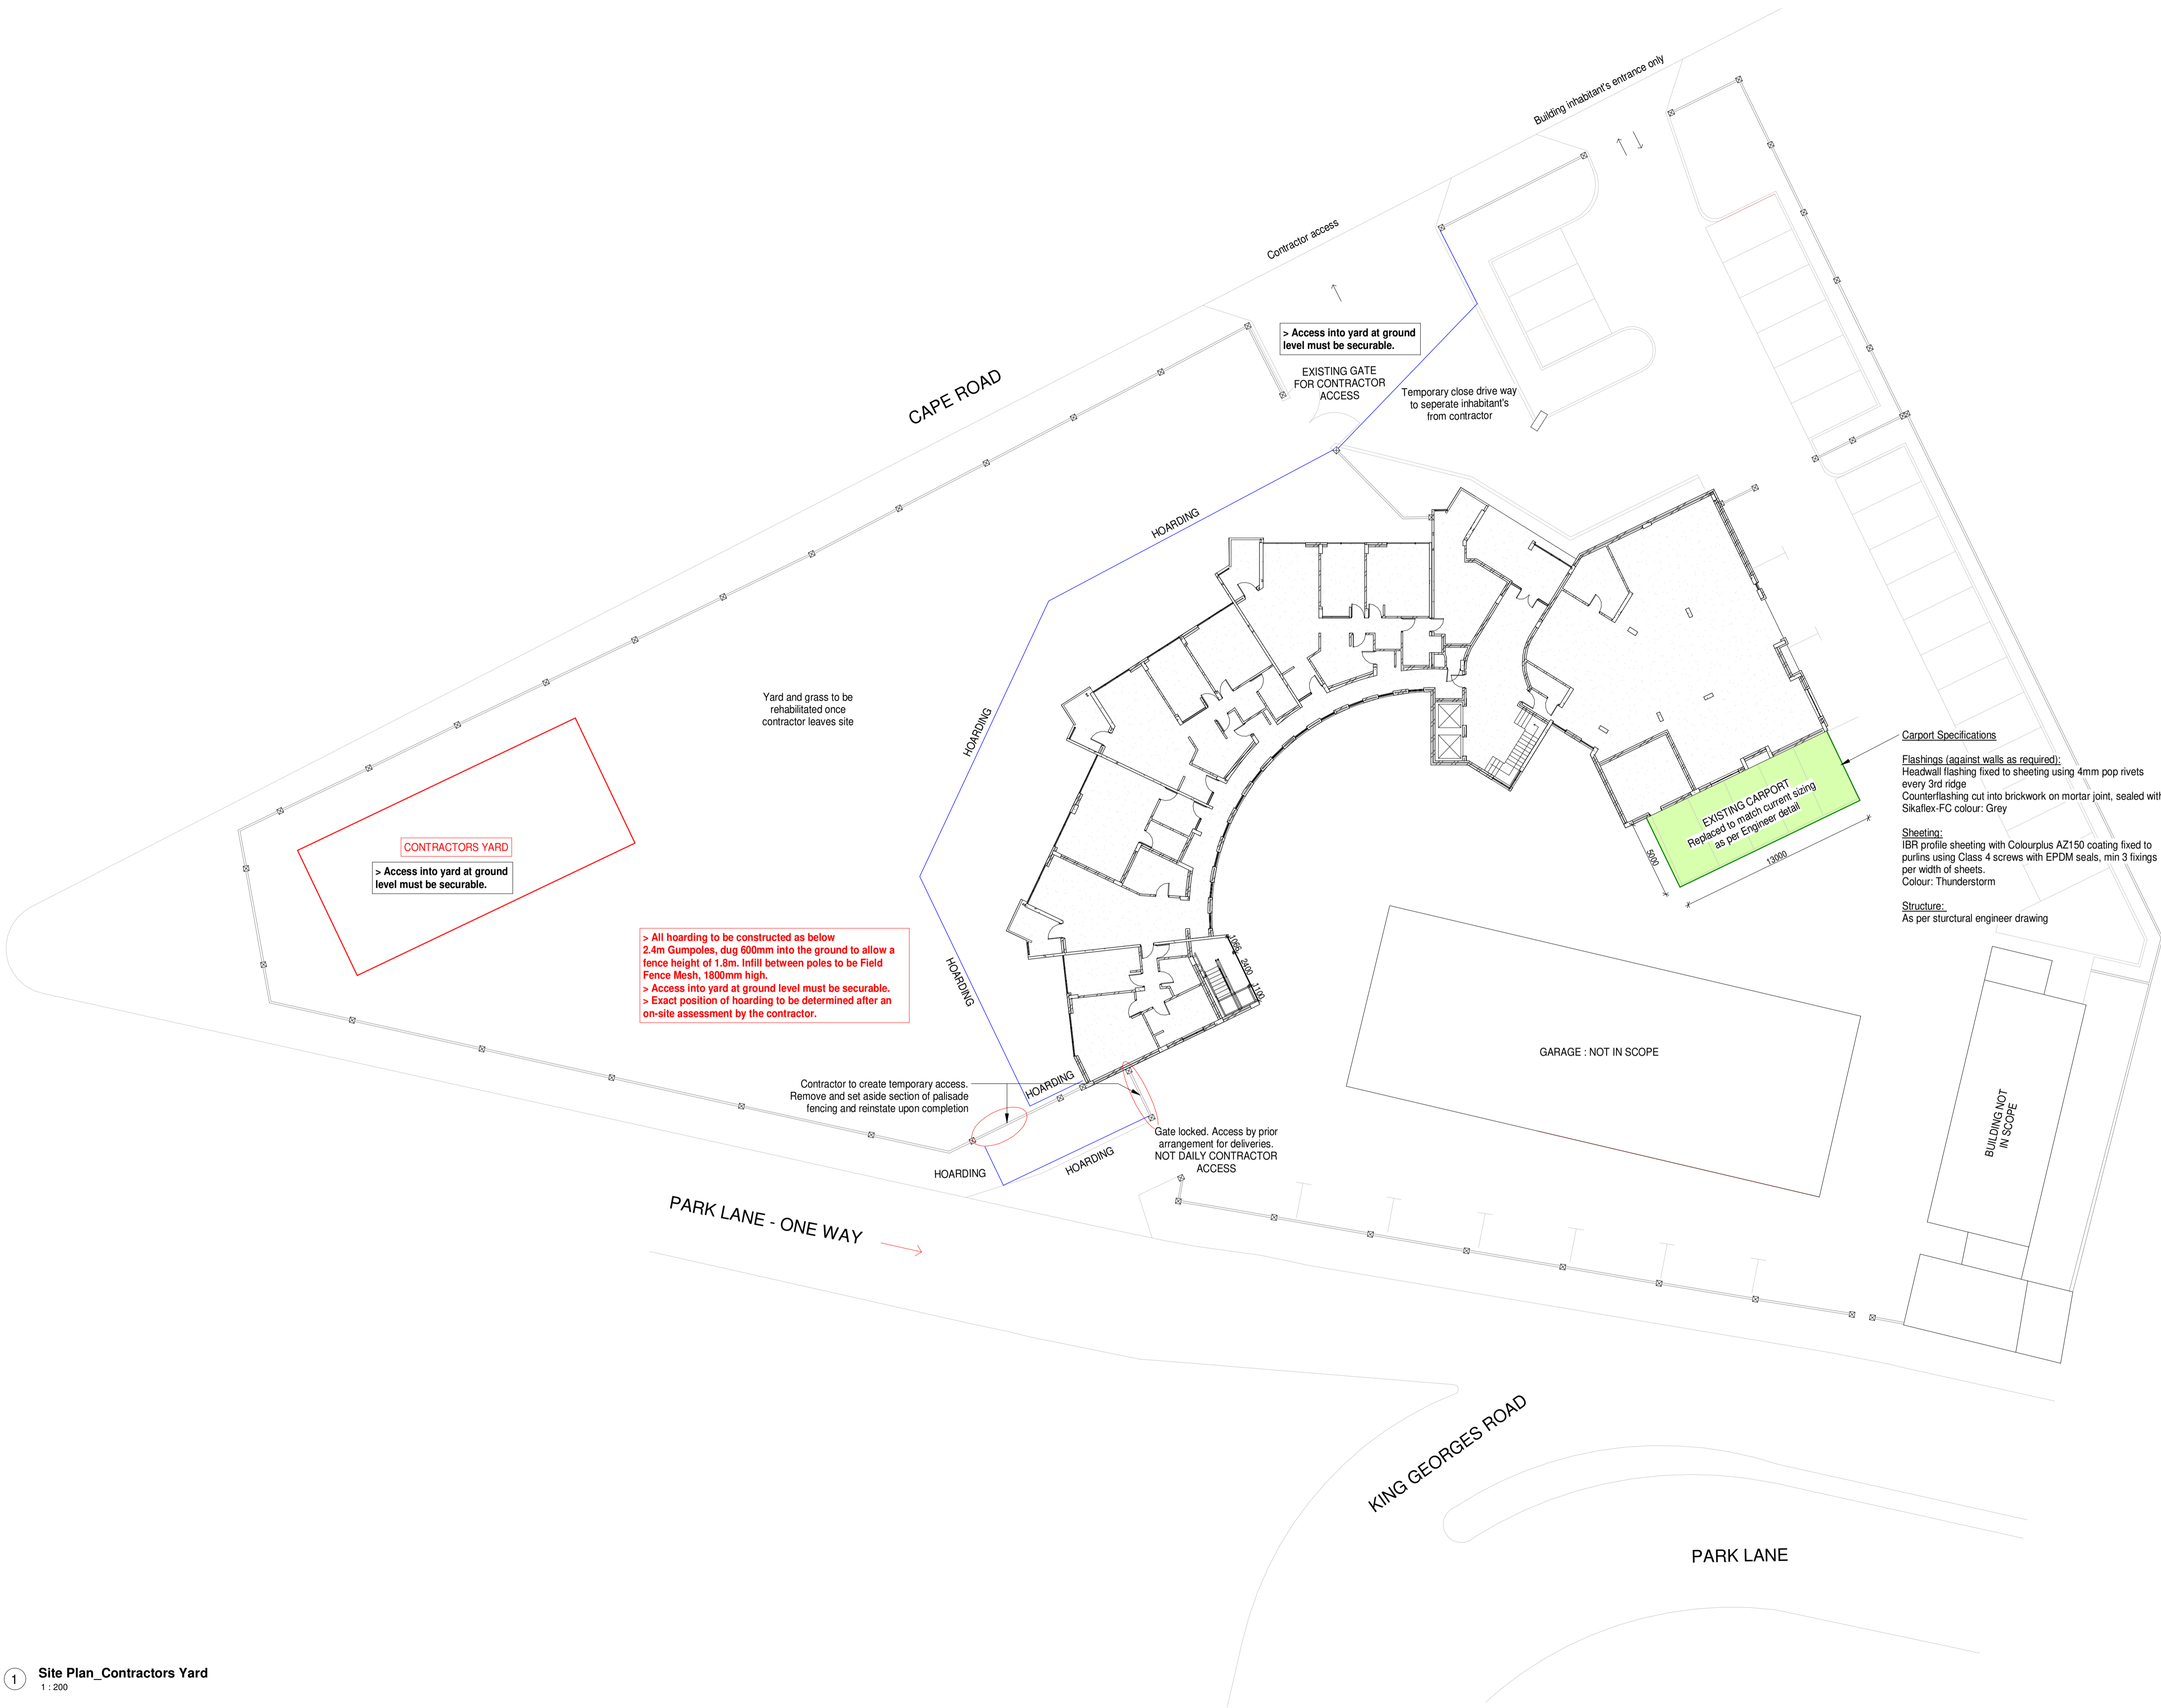 Building inhabitant's entrance only
Contractor access
> Access into yard at ground
level must be securable.
EXISTING GATE
FOR CONTRACTOR
ACCESS
Temporary close drive way
to seperate inhabitant's
from contractor
CAPE ROAD
HOARDING
HOARDING
HOARDING
HOARDING
Yard and grass to be
rehabilitated once
contractor leaves site
CONTRACTORS YARD
> Access into yard at ground
level must be securable.
> All hoarding to be constructed as below
2.4m Gumpoles, dug 600mm into the ground to allow a
fence height of 1.8m. Infill between poles to be Field
Fence Mesh, 1800mm high.
> Access into yard at ground level must be securable.
> Exact position of hoarding to be determined after an
on-site assessment by the contractor.
Carport Specifications
Flashings (against walls as required):
Headwall flashing fixed to sheeting using 4mm pop rivets
every 3rd ridge
Counterflashing cut into brickwork on mortar joint, sealed with
Sikaflex-FC colour: Grey
Sheeting:
IBR profile sheeting with Colourplus AZ150 coating fixed to
purlins using Class 4 screws with EPDM seals, min 3 fixings
per width of sheets.
Colour: Thunderstorm
Structure:
As per sturctural engineer drawing
EXISTING CARPORT
Replaced to match current sizing
as per Engineer detail
5000
13000
1066
2400
1100
Contractor to create temporary access.
Remove and set aside section of palisade
fencing and reinstate upon completion
Gate locked. Access by prior
arrangement for deliveries.
NOT DAILY CONTRACTOR
ACCESS
HOARDING
HOARDING
GARAGE : NOT IN SCOPE
BUILDING NOT
IN SCOPE
PARK LANE - ONE WAY
KING GEORGES ROAD
PARK LANE
1
Site Plan_Contractors Yard
1 : 200